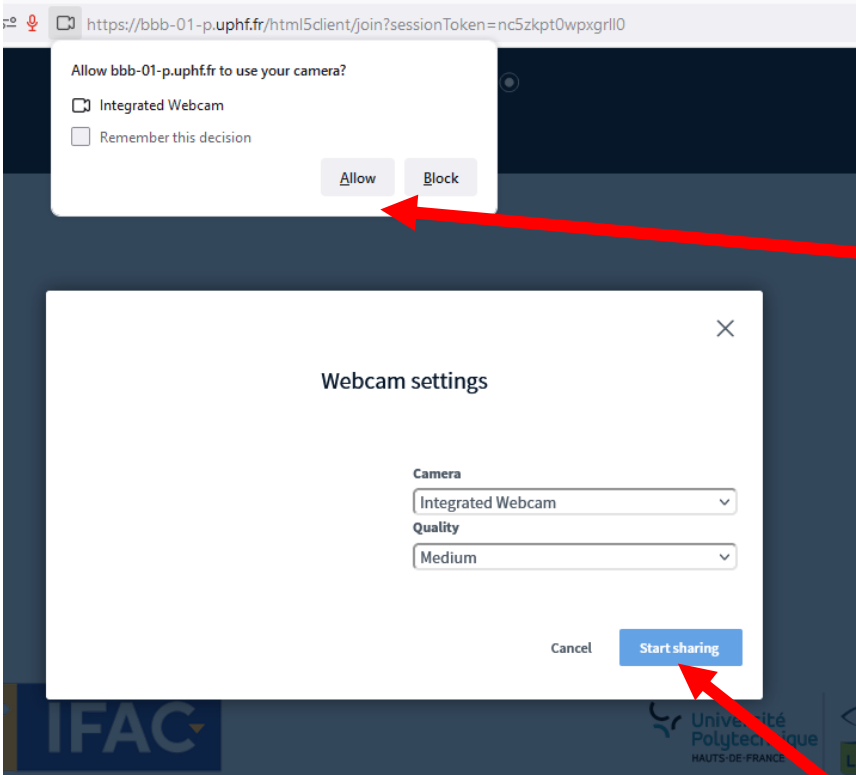 https://bbb-01-p.uphf.fr/html5client/join?sessionToken=nc5zkpt0wpxgrll0
Allow bbb-01-p.uphf.fr to use your camera?
Integrated Webcam
Remember this decision
Allow
Block
Webcam settings
Camera
Integrated Webcam
Quality
Medium
Cancel
Start sharing
IFAC
Université
Polytechnique
HAUTS-DE-FRANCE